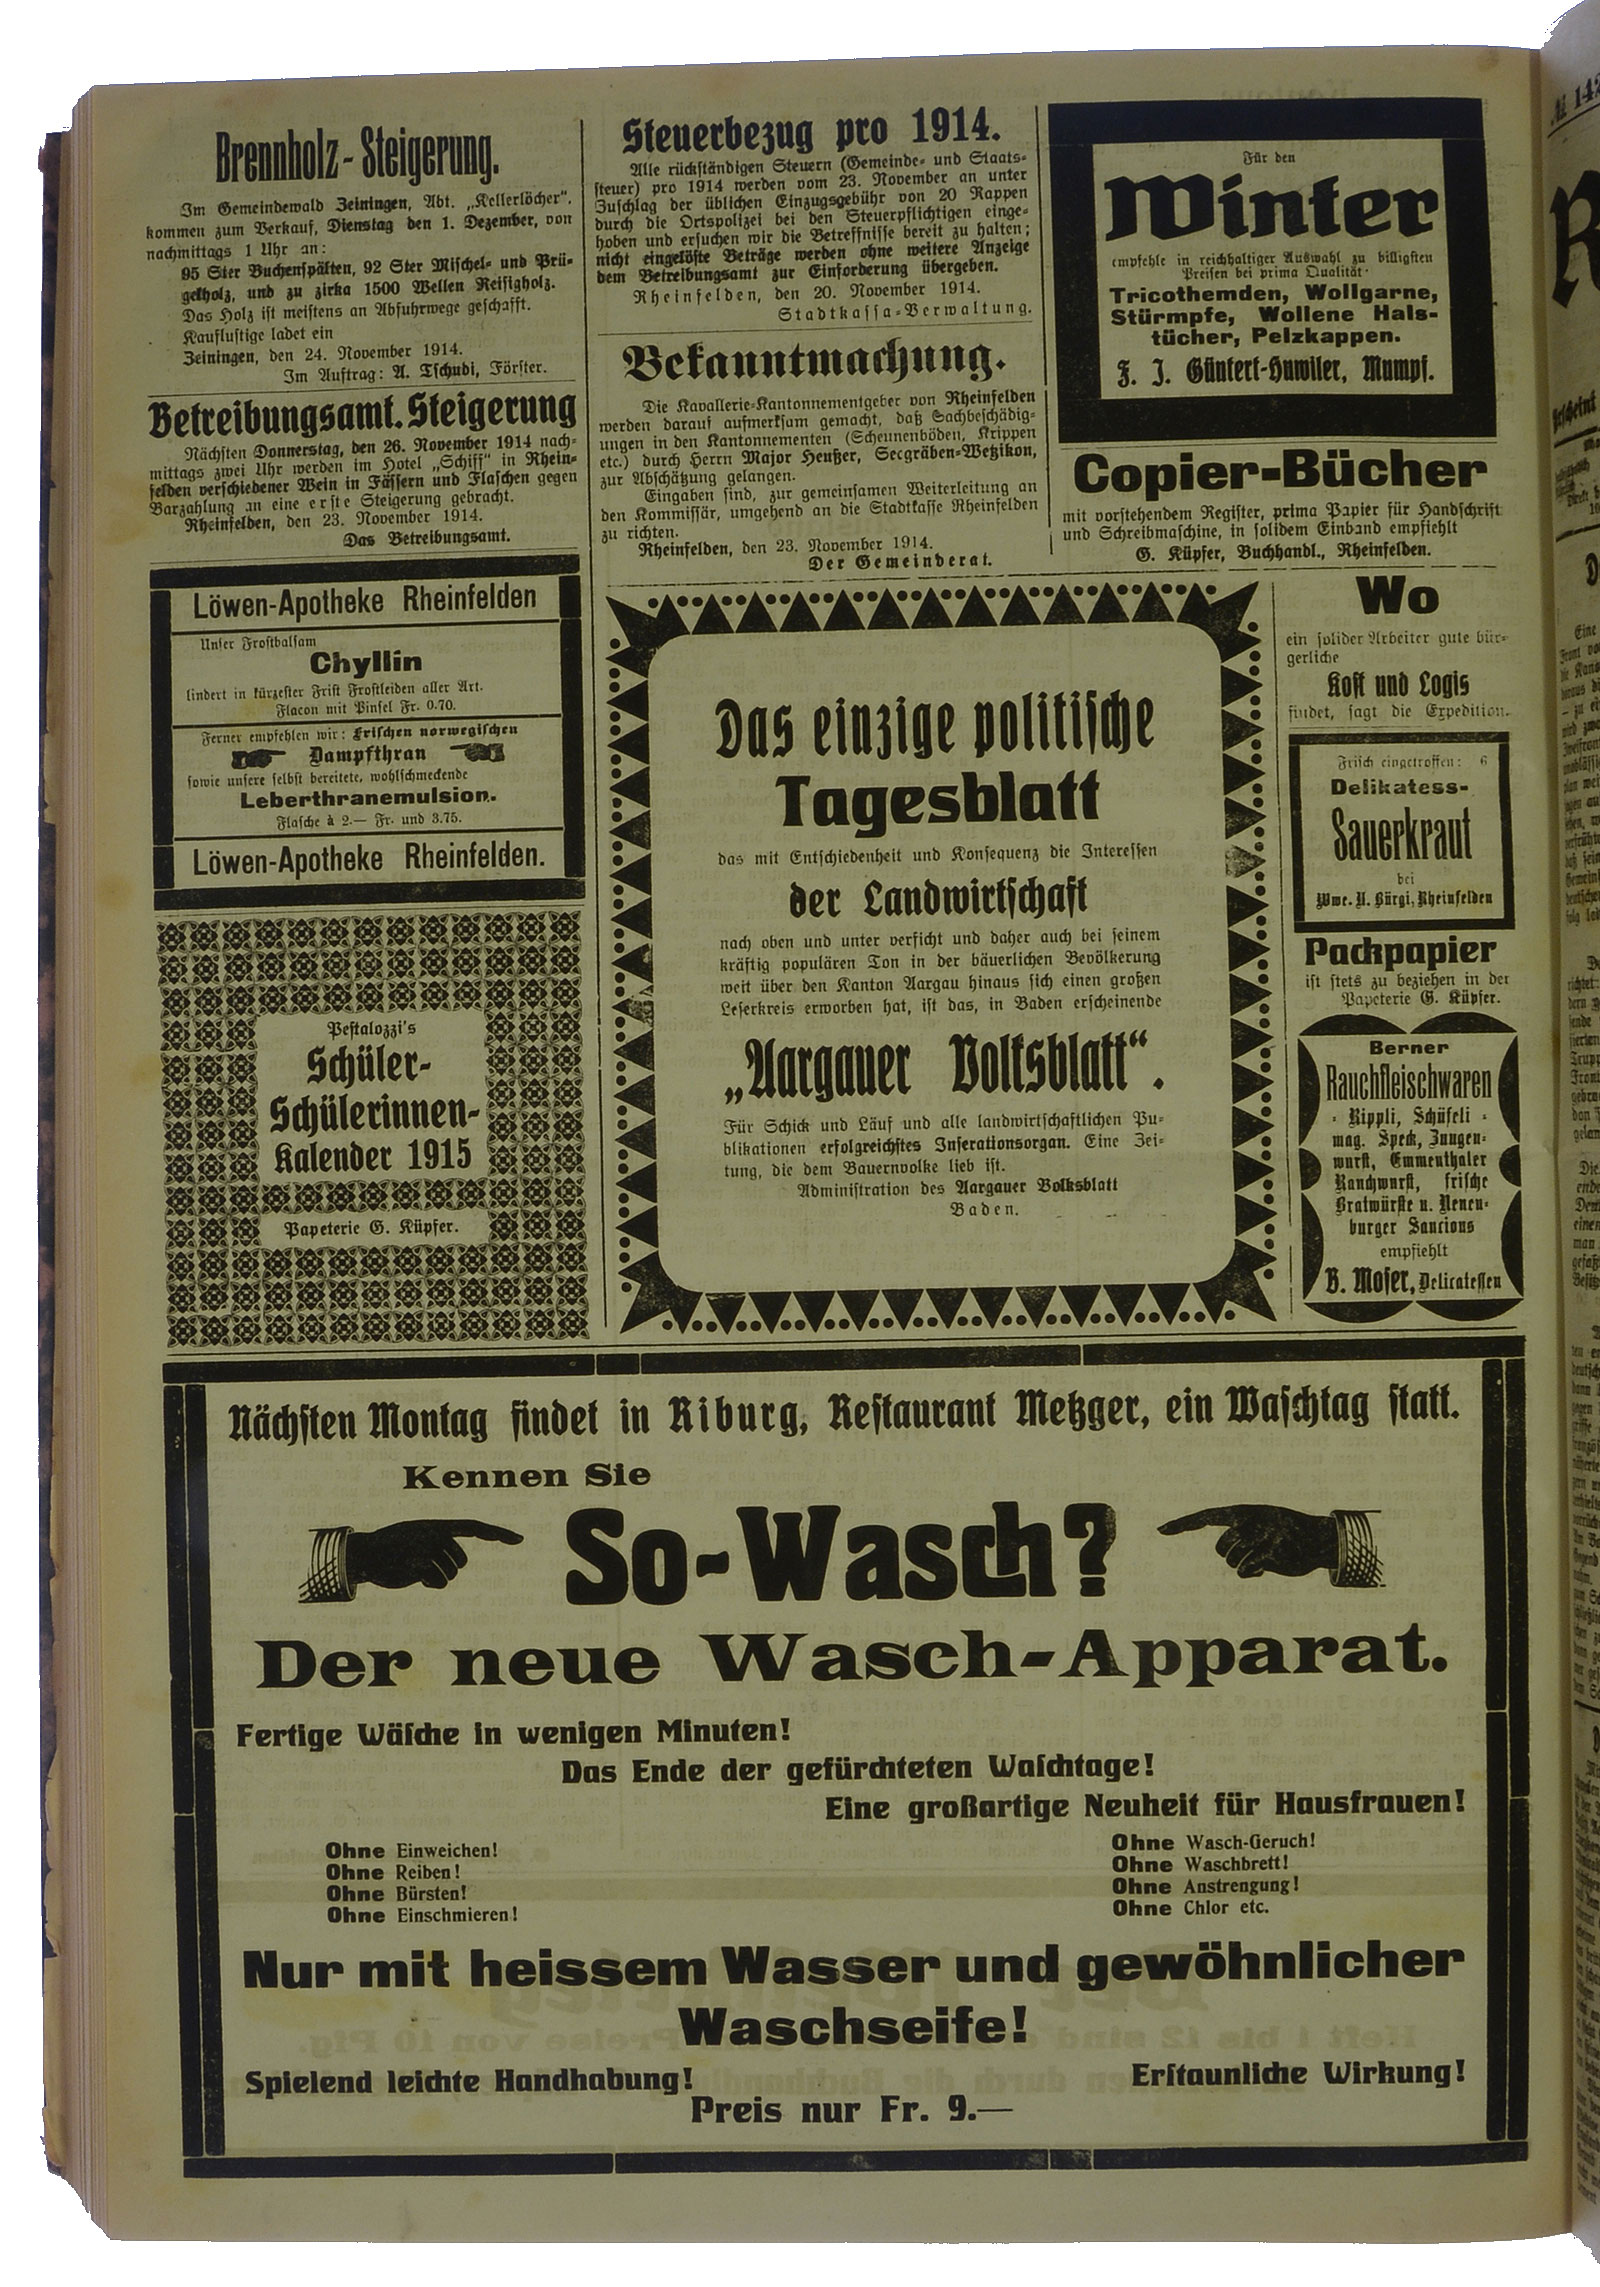 Brennholz-Steigerung.
Im Gemeindewald Zeiningen, Abt. „Kellerlöcher“,
kommen zum Verkauf, Dienstag den 1. Dezember, von
nachmittags 1 Uhr an:
95 Ster Buchenspälten, 92 Ster Mischel- und Prü-
gelholz, und zu zirka 1500 Wellen Reisigholz.
Das Holz ist meistens an Abfuhrwege geschafft.
Kauflustige ladet ein
Zeiningen, den 24. November 1914.
Im Auftrag: A. Tschudi, Förster.
Betreibungsamt. Steigerung
Nächsten Donnerstag, den 26. November 1914 nach-
mittags zwei Uhr werden im Hotel „Schiff“ in Rhein-
felden verschiedener Wein in Fässern und Flaschen gegen
Barzahlung an eine erste Steigerung gebracht.
Rheinfelden, den 23. November 1914.
Das Betreibungsamt.
Löwen-Apotheke Rheinfelden
Unser Frostbalsam
Chyllin
lindert in kürzester Frist Frostleiden aller Art.
Flacon mit Pinsel Fr. 0.70.
Ferner empfehlen wir: frischen norwegischen
Dampfthran
sowie unsere selbst bereitete, wohlschmeckende
Leberthranemulsion.
Flasche à 2.— Fr. und 3.75.
Löwen-Apotheke Rheinfelden.
Pestalozzi's
Schüler-
Schülerinnen-
Kalender 1915
Papeterie G. Küpfer.
Steuerbezug pro 1914.
Alle rückständigen Steuern (Gemeinde- und Staats-
steuer) pro 1914 werden vom 23. November an unter
Zuschlag der üblichen Einzugsgebühr von 20 Rappen
durch die Ortspolizei bei den Steuerpflichtigen einge-
hoben und ersuchen wir die Betreffnisse bereit zu halten;
nicht eingelöste Beträge werden ohne weitere Anzeige
dem Betreibungsamt zur Einforderung übergeben.
Rheinfelden, den 20. November 1914.
Stadtkassa-Verwaltung.
Bekanntmachung.
Die Kavallerie-Kantonnementgeber von Rheinfelden
werden darauf aufmerksam gemacht, daß Sachbeschädig-
ungen in den Kantonnementen (Scheunenböden, Krippen
etc.) durch Herrn Major Heußer, Seegräben-Wetzikon,
zur Abschätzung gelangen.
Eingaben sind, zur gemeinsamen Weiterleitung an
den Kommissär, umgehend an die Stadtkasse Rheinfelden
zu richten.
Rheinfelden, den 23. November 1914.
Der Gemeinderat.
Für den
Winter
empfehle in reichhaltiger Auswahl zu billigsten
Preisen bei prima Qualität
Tricothemden, Wollgarne,
Stürmpfe, Wollene Hals-
tücher, Pelzkappen.
F. J. Güntert-Huwiler, Mumpf.
Copier-Bücher
mit vorstehendem Register, prima Papier für Handschrift
und Schreibmaschine, in solidem Einband empfiehlt
G. Küpfer, Buchhandl., Rheinfelden.
Das einzige politische
Tagesblatt
das mit Entschiedenheit und Konsequenz die Interessen
der Landwirtschaft
nach oben und unter verficht und daher auch bei seinem
kräftig populären Ton in der bäuerlichen Bevölkerung
weit über den Kanton Aargau hinaus sich einen großen
Leserkreis erworben hat, ist das, in Baden erscheinende
„Aargauer Volksblatt“.
Für Schick und Läuf und alle landwirtschaftlichen Pu-
blikationen erfolgreichstes Inserationsorgan. Eine Zei-
tung, die dem Bauernvolke lieb ist.
Administration des Aargauer Volksblatt
Baden.
Wo
ein solider Arbeiter gute bür-
gerliche
Kost und Logis
findet, sagt die Expedition.
Frisch eingetroffen: 6
Delikatess-
Sauerkraut
bei
Wwe. A. Bürgi, Rheinfelden
Packpapier
ist stets zu beziehen in der
Papeterie G. Küpfer.
Berner
Rauchfleischwaren
- Rippli, Schüfeli -
mag. Speck, Zungen-
wurst, Emmenthaler
Rauchwurst, frische
Bratwürste u. Neuen-
burger Saucions
empfiehlt
B. Moser, Delicatessen
Nächsten Montag findet in Riburg, Restaurant Metzger, ein Waschtag statt.
Kennen Sie
So-Wasch?
Der neue Wasch-Apparat.
Fertige Wäsche in wenigen Minuten!
Das Ende der gefürchteten Waschtage!
Eine großartige Neuheit für Hausfrauen!
Ohne Einweichen!
Ohne Reiben!
Ohne Bürsten!
Ohne Einschmieren!
Ohne Wasch-Geruch!
Ohne Waschbrett!
Ohne Anstrengung!
Ohne Chlor etc.
Nur mit heissem Wasser und gewöhnlicher
Waschseife!
Spielend leichte Handhabung!
Erstaunliche Wirkung!
Preis nur Fr. 9.—